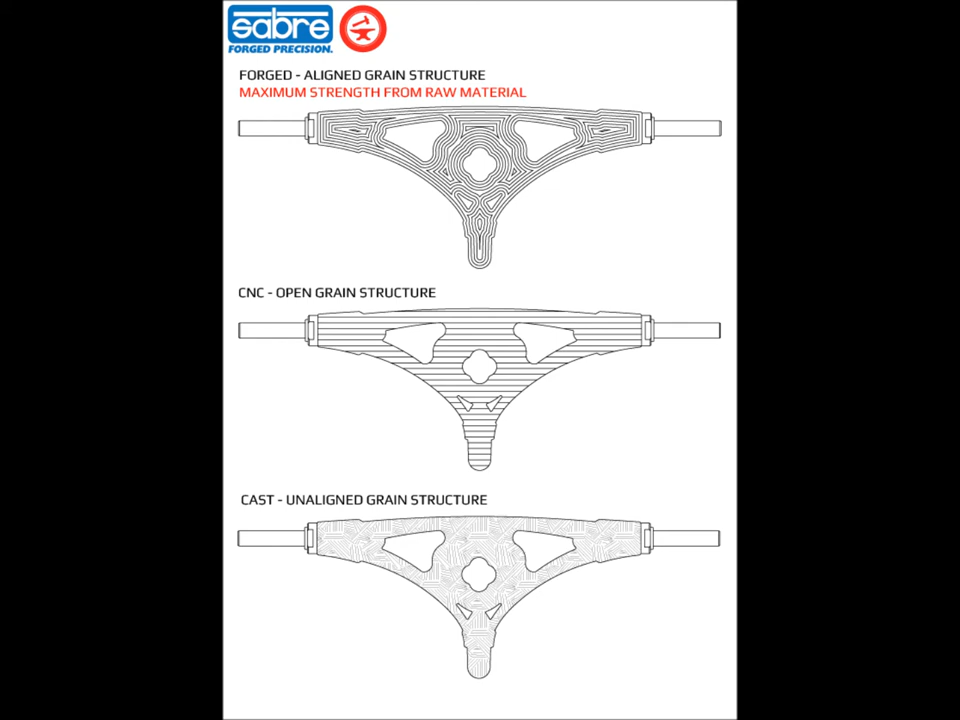 sabre
FORGED PRECISION.
FORGED - ALIGNED GRAIN STRUCTURE
MAXIMUM STRENGTH FROM RAW MATERIAL
CNC - OPEN GRAIN STRUCTURE
CAST - UNALIGNED GRAIN STRUCTURE